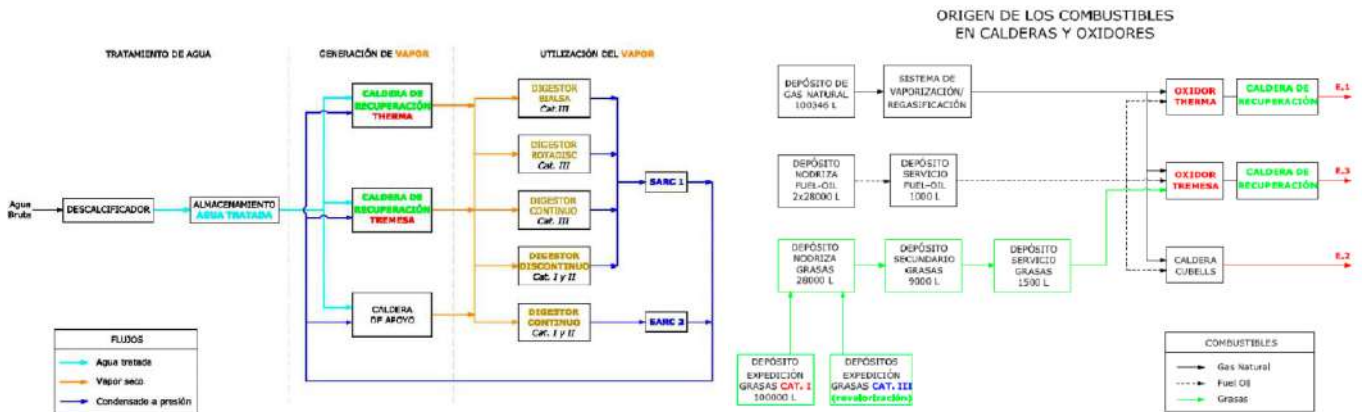 TRATAMIENTO DE AGUA
GENERACIÓN DE VAPOR
UTILIZACIÓN DEL VAPOR
Agua
Bruta
DESCALCIFICADOR
ALMACENAMIENTO
AGUA TRATADA
CALDERA DE
RECUPERACIÓN
THERMA
CALDERA DE
RECUPERACIÓN
TREMESA
CALDERA
DE APOYO
DIGESTOR
BIALSA
Cat. III
DIGESTOR
ROTADISC
Cat. III
DIGESTOR
CONTINUO
Cat. III
DIGESTOR
DISCONTINUO
Cat. I y II
DIGESTOR
CONTINUO
Cat. I y II
SARC 1
SARC 2
FLUJOS
Agua tratada
Vapor seco
Condensado a presión
ORIGEN DE LOS COMBUSTIBLES
EN CALDERAS Y OXIDORES
DEPÓSITO DE
GAS NATURAL
100346 L
SISTEMA DE
VAPORIZACIÓN/
REGASIFICACIÓN
OXIDOR
THERMA
CALDERA DE
RECUPERACIÓN
E.1
DEPÓSITO
NODRIZA
FUEL-OIL
2x28000 L
DEPÓSITO
SERVICIO
FUEL-OIL
1000 L
OXIDOR
TREMESA
CALDERA DE
RECUPERACIÓN
E.3
DEPÓSITO
NODRIZA
GRASAS
28000 L
DEPÓSITO
SECUNDARIO
GRASAS
9000 L
DEPÓSITO
SERVICIO
GRASAS
1500 L
CALDERA
CUBELLS
E.2
DEPÓSITO
EXPEDICIÓN
GRASAS CAT. I
100000 L
DEPÓSITOS
EXPEDICIÓN
GRASAS CAT. III
(revalorización)
COMBUSTIBLES
Gas Natural
Fuel Oil
Grasas